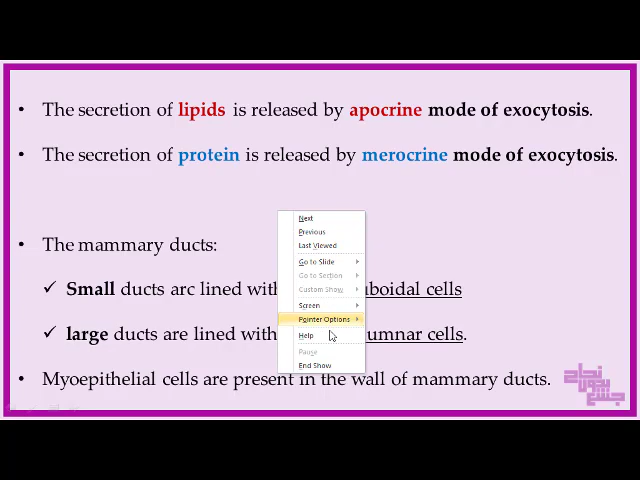 • The secretion of lipids is released by apocrine mode of exocytosis.
• The secretion of protein is released by merocrine mode of exocytosis.
• The mammary ducts:
✓ Small ducts are lined with uboidal cells
✓ large ducts are lined with umnar cells.
• Myoepithelial cells are present in the wall of mammary ducts.
Next
Previous
Last Viewed
Go to Slide
Go to Section
Custom Show
Screen
Pointer Options
Help
Pause
End Show